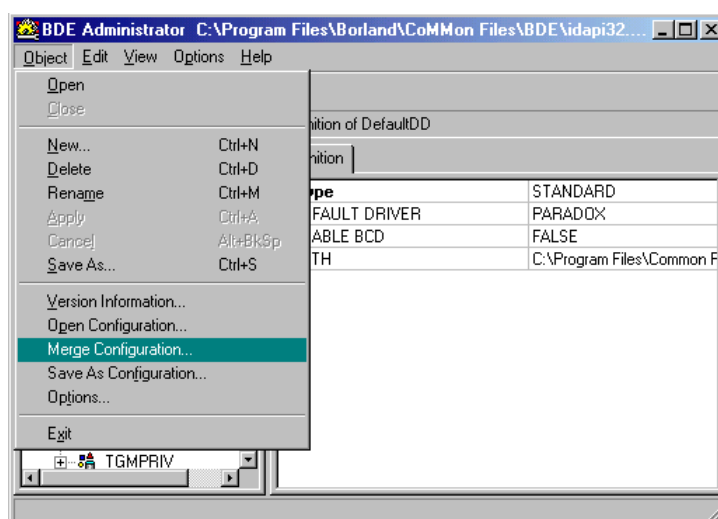 BDE Administrator C:\Program Files\Borland\CoMMon Files\BDE\idapi32....
Object Edit View Options Help
Open
Close
nition of DefaultDD
New... Ctrl+N
nition
Delete Ctrl+D
Rename Ctrl+M
ype STANDARD
Apply Ctrl+A
FAULT DRIVER PARADOX
Cancel Alt+BkSp
ABLE BCD FALSE
Save As... Ctrl+S
TH C:\Program Files\Common F
Version Information...
Open Configuration...
Merge Configuration...
Save As Configuration...
Options...
Exit
TGMPRIV